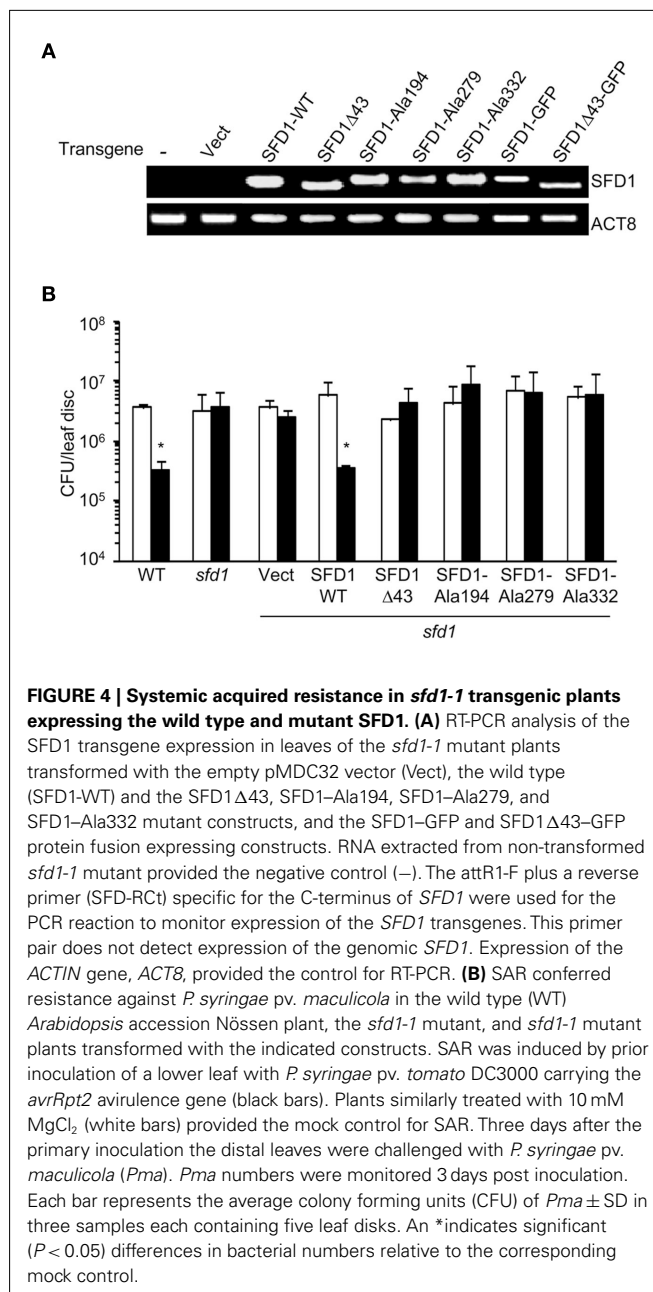 A
Transgene
-
Vect
SFD1-WT
SFD1Δ43
SFD1-Ala194
SFD1-Ala279
SFD1-Ala332
SFD1-GFP
SFD1Δ43-GFP
SFD1
ACT8
B
CFU/leaf disc
10⁸
10⁷
10⁶
10⁵
10⁴
*
*
WT
sfd1
Vect
SFD1 WT
SFD1 Δ43
SFD1-Ala194
SFD1-Ala279
SFD1-Ala332
sfd1
FIGURE 4 | Systemic acquired resistance in sfd1-1 transgenic plants
expressing the wild type and mutant SFD1. (A) RT-PCR analysis of the
SFD1 transgene expression in leaves of the sfd1-1 mutant plants
transformed with the empty pMDC32 vector (Vect), the wild type
(SFD1-WT) and the SFD1Δ43, SFD1–Ala194, SFD1–Ala279, and
SFD1–Ala332 mutant constructs, and the SFD1–GFP and SFD1Δ43–GFP
protein fusion expressing constructs. RNA extracted from non-transformed
sfd1-1 mutant provided the negative control (−). The attR1-F plus a reverse
primer (SFD-RCt) specific for the C-terminus of SFD1 were used for the
PCR reaction to monitor expression of the SFD1 transgenes. This primer
pair does not detect expression of the genomic SFD1. Expression of the
ACTIN gene, ACT8, provided the control for RT-PCR. (B) SAR conferred
resistance against P. syringae pv. maculicola in the wild type (WT)
Arabidopsis accession Nössen plant, the sfd1-1 mutant, and sfd1-1 mutant
plants transformed with the indicated constructs. SAR was induced by prior
inoculation of a lower leaf with P. syringae pv. tomato DC3000 carrying the
avrRpt2 avirulence gene (black bars). Plants similarly treated with 10 mM
MgCl₂ (white bars) provided the mock control for SAR. Three days after the
primary inoculation the distal leaves were challenged with P. syringae pv.
maculicola (Pma). Pma numbers were monitored 3 days post inoculation.
Each bar represents the average colony forming units (CFU) of Pma ± SD in
three samples each containing five leaf disks. An *indicates significant
(P < 0.05) differences in bacterial numbers relative to the corresponding
mock control.